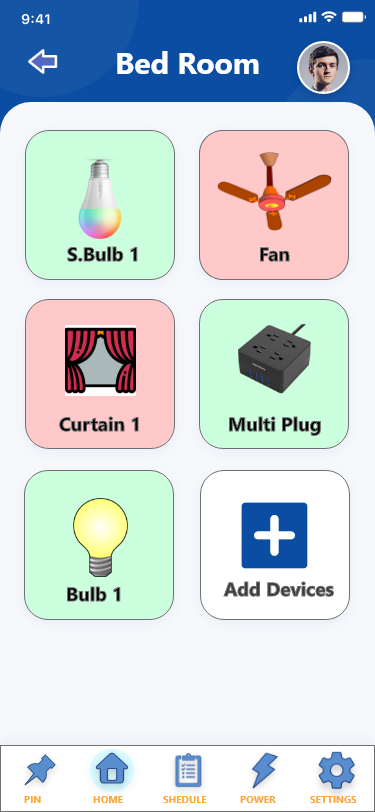 9:41
Bed Room
S.Bulb 1
Fan
Curtain 1
Multi Plug
Bulb 1
Add Devices
PIN
HOME
SHEDULE
POWER
SETTINGS